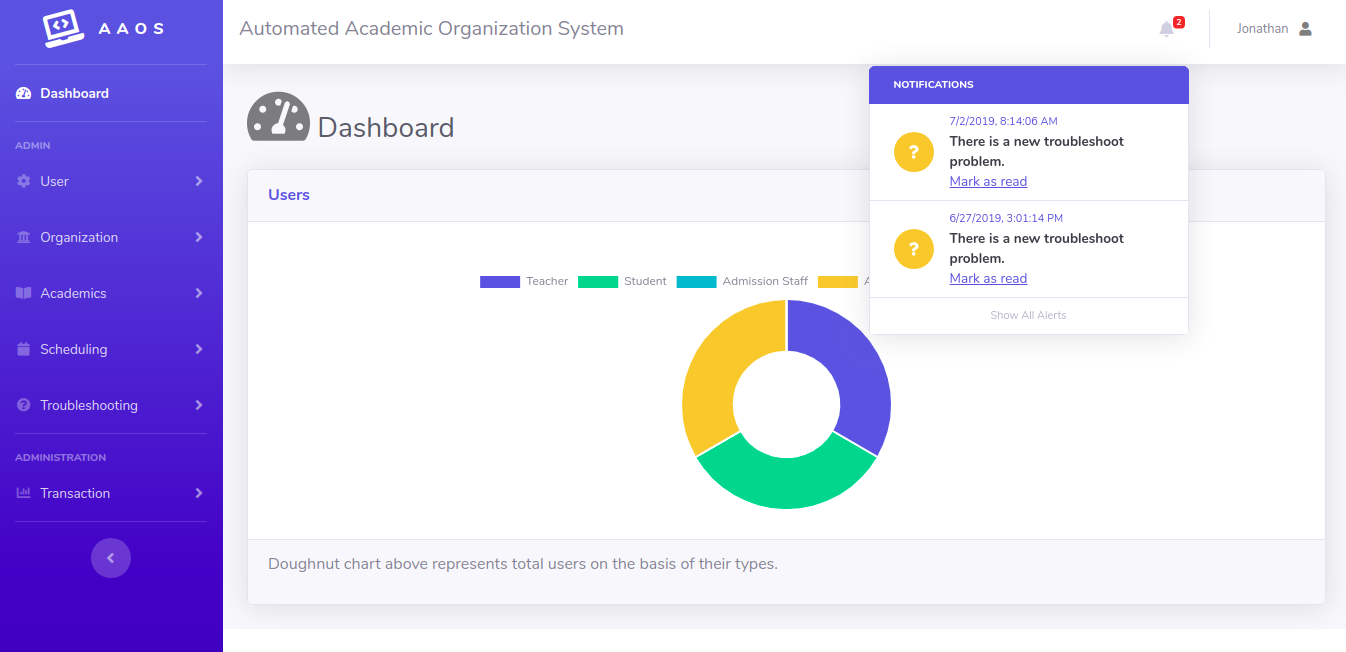 AAOS
Dashboard
ADMIN
User
Organization
Academics
Scheduling
Troubleshooting
ADMINISTRATION
Transaction
Automated Academic Organization System
2
Jonathan
Dashboard
Users
Teacher
Student
Admission Staff
NOTIFICATIONS
7/2/2019, 8:14:06 AM
There is a new troubleshoot
problem.
Mark as read
6/27/2019, 3:01:14 PM
There is a new troubleshoot
problem.
Mark as read
Show All Alerts
Doughnut chart above represents total users on the basis of their types.